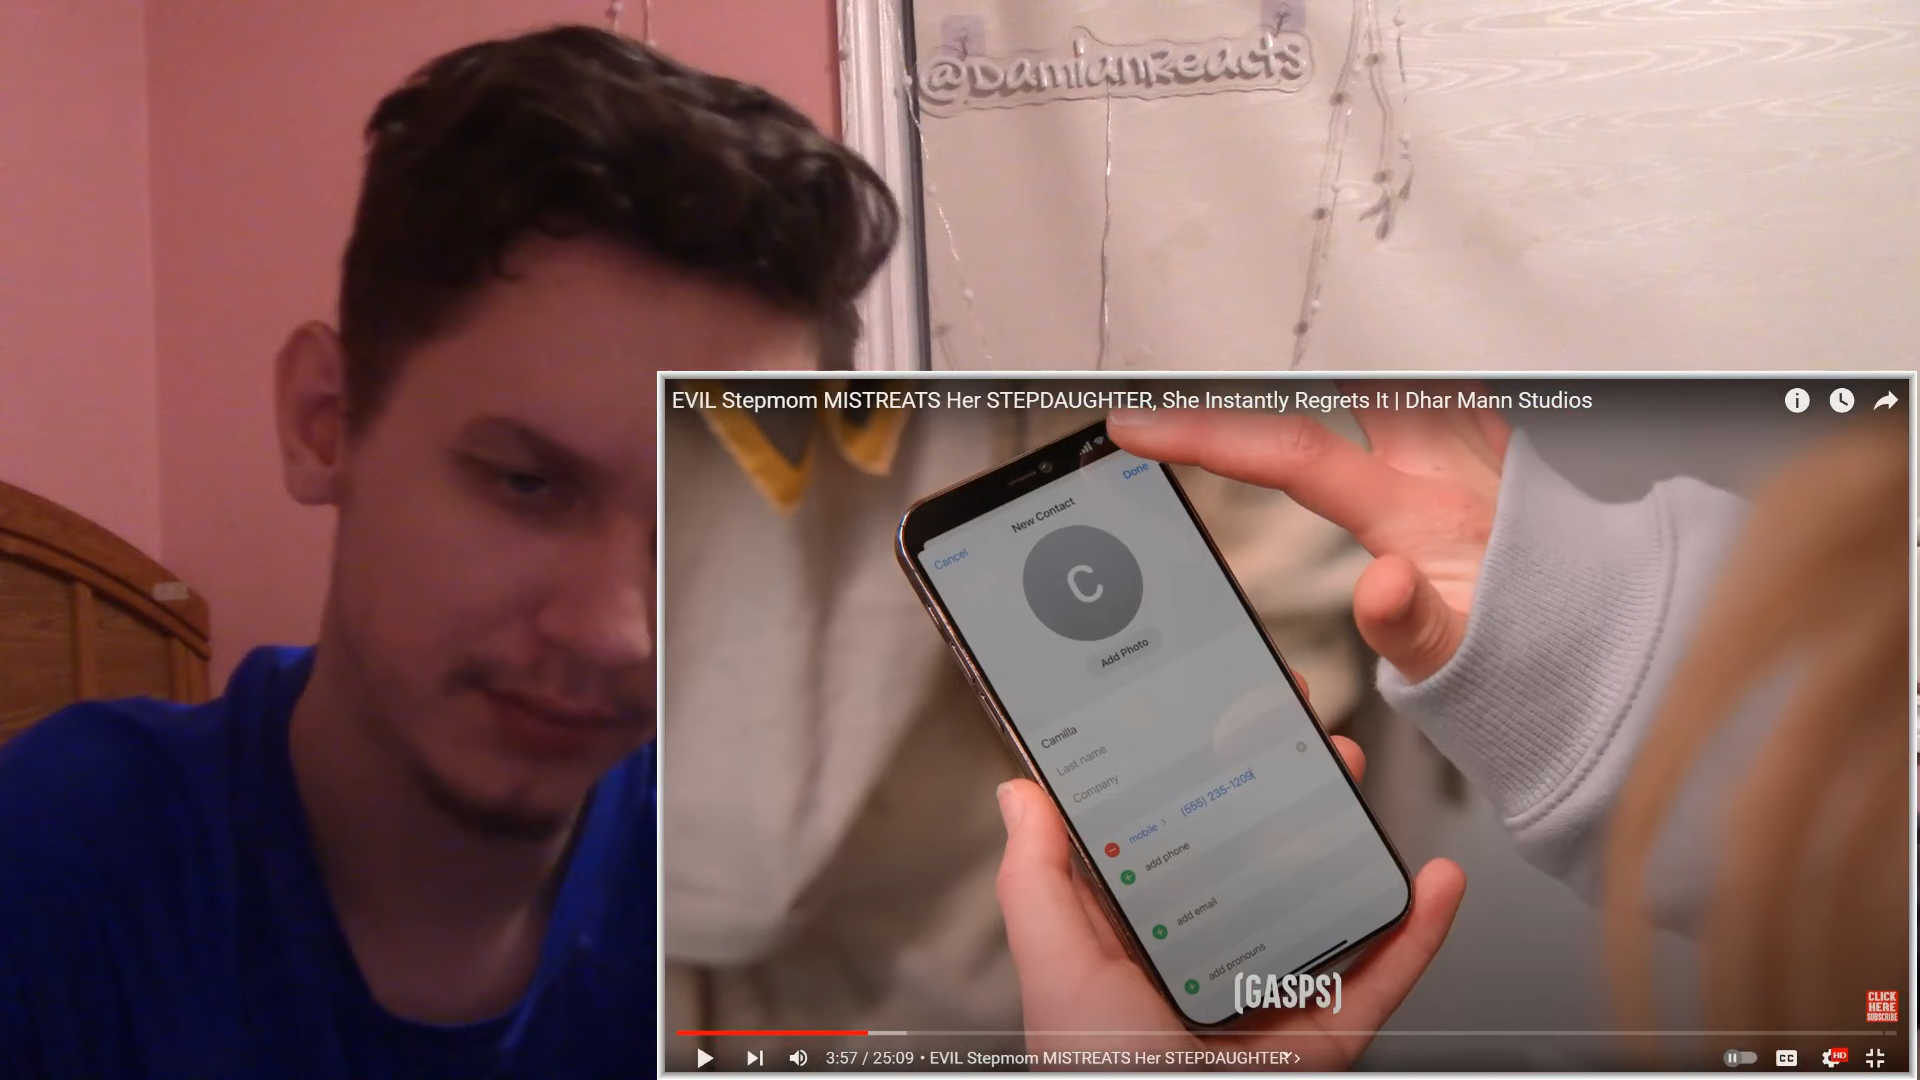 @DamianReacts
EVIL Stepmom MISTREATS Her STEPDAUGHTER, She Instantly Regrets It | Dhar Mann Studios
Cancel
New Contact
Done
C
Add Photo
Camilla
Last name
Company
mobile
(555) 235-1209
add phone
add email
add pronouns
(GASPS)
CLICK
HERE
SUBSCRIBE
3:57 / 25:09 • EVIL Stepmom MISTREATS Her STEPDAUGHTER
CC
HD